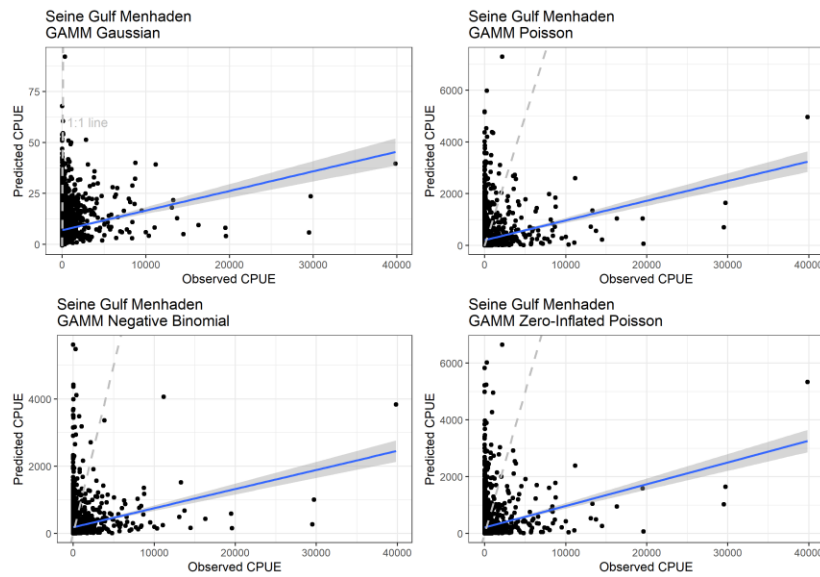 Seine Gulf Menhaden
GAMM Gaussian
Predicted CPUE
75
50
25
0
1:1 line
0
10000
20000
30000
40000
Observed CPUE
Seine Gulf Menhaden
GAMM Poisson
Predicted CPUE
6000
4000
2000
0
0
10000
20000
30000
40000
Observed CPUE
Seine Gulf Menhaden
GAMM Negative Binomial
Predicted CPUE
4000
2000
0
0
10000
20000
30000
40000
Observed CPUE
Seine Gulf Menhaden
GAMM Zero-Inflated Poisson
Predicted CPUE
6000
4000
2000
0
0
10000
20000
30000
40000
Observed CPUE